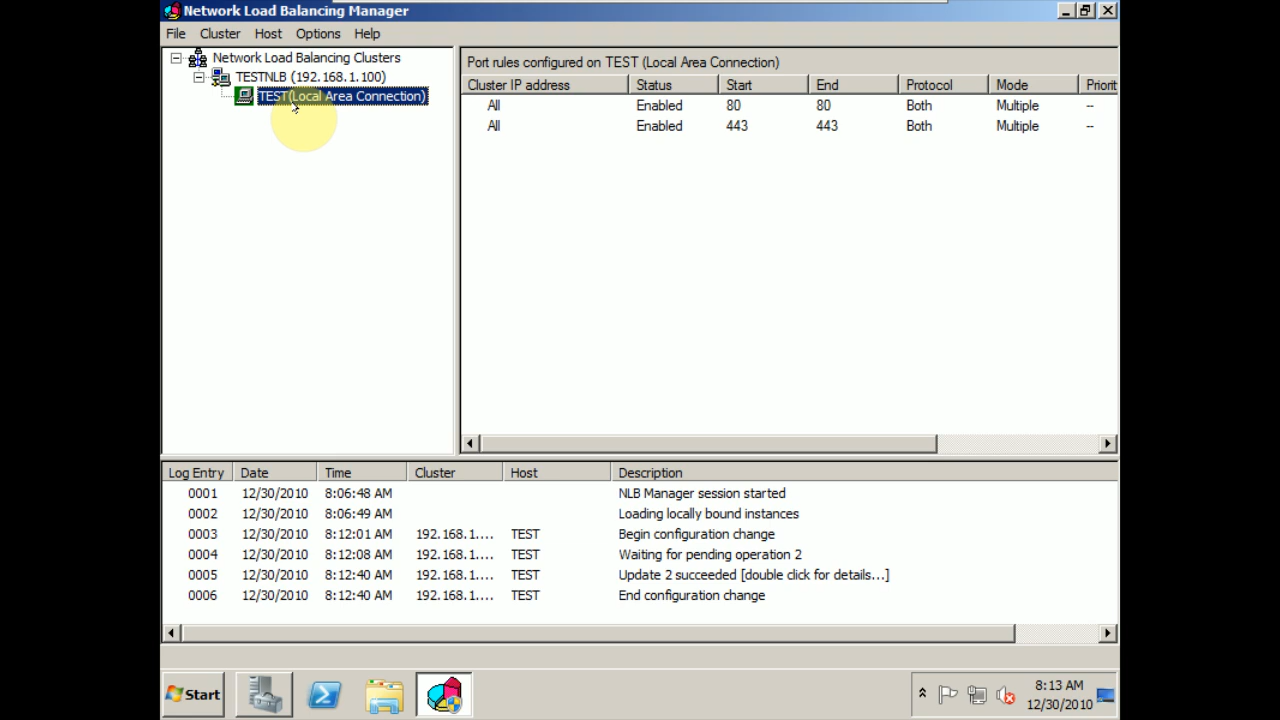 Network Load Balancing Manager
File Cluster Host Options Help
Network Load Balancing Clusters
TESTNLB (192.168.1.100)
TEST(Local Area Connection)
Port rules configured on TEST (Local Area Connection)
Cluster IP address Status Start End Protocol Mode Priorit
All Enabled 80 80 Both Multiple --
All Enabled 443 443 Both Multiple --
Log Entry Date Time Cluster Host Description
0001 12/30/2010 8:06:48 AM NLB Manager session started
0002 12/30/2010 8:06:49 AM Loading locally bound instances
0003 12/30/2010 8:12:01 AM 192.168.1.... TEST Begin configuration change
0004 12/30/2010 8:12:08 AM 192.168.1.... TEST Waiting for pending operation 2
0005 12/30/2010 8:12:40 AM 192.168.1.... TEST Update 2 succeeded [double click for details...]
0006 12/30/2010 8:12:40 AM 192.168.1.... TEST End configuration change
Start
8:13 AM
12/30/2010